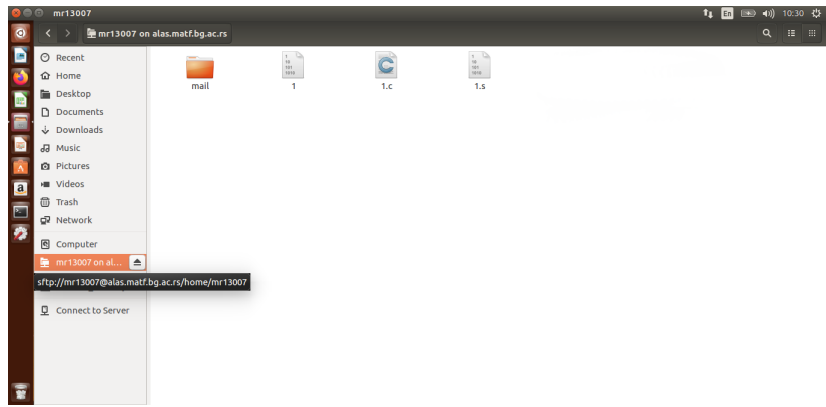 mr13007
En
10:30
mr13007 on alas.matf.bg.ac.rs
Recent
Home
Desktop
Documents
Downloads
Music
Pictures
Videos
Trash
Network
Computer
mr13007 on al...
sftp://mr13007@alas.matf.bg.ac.rs/home/mr13007
Connect to Server
mail
1
1.c
1.s